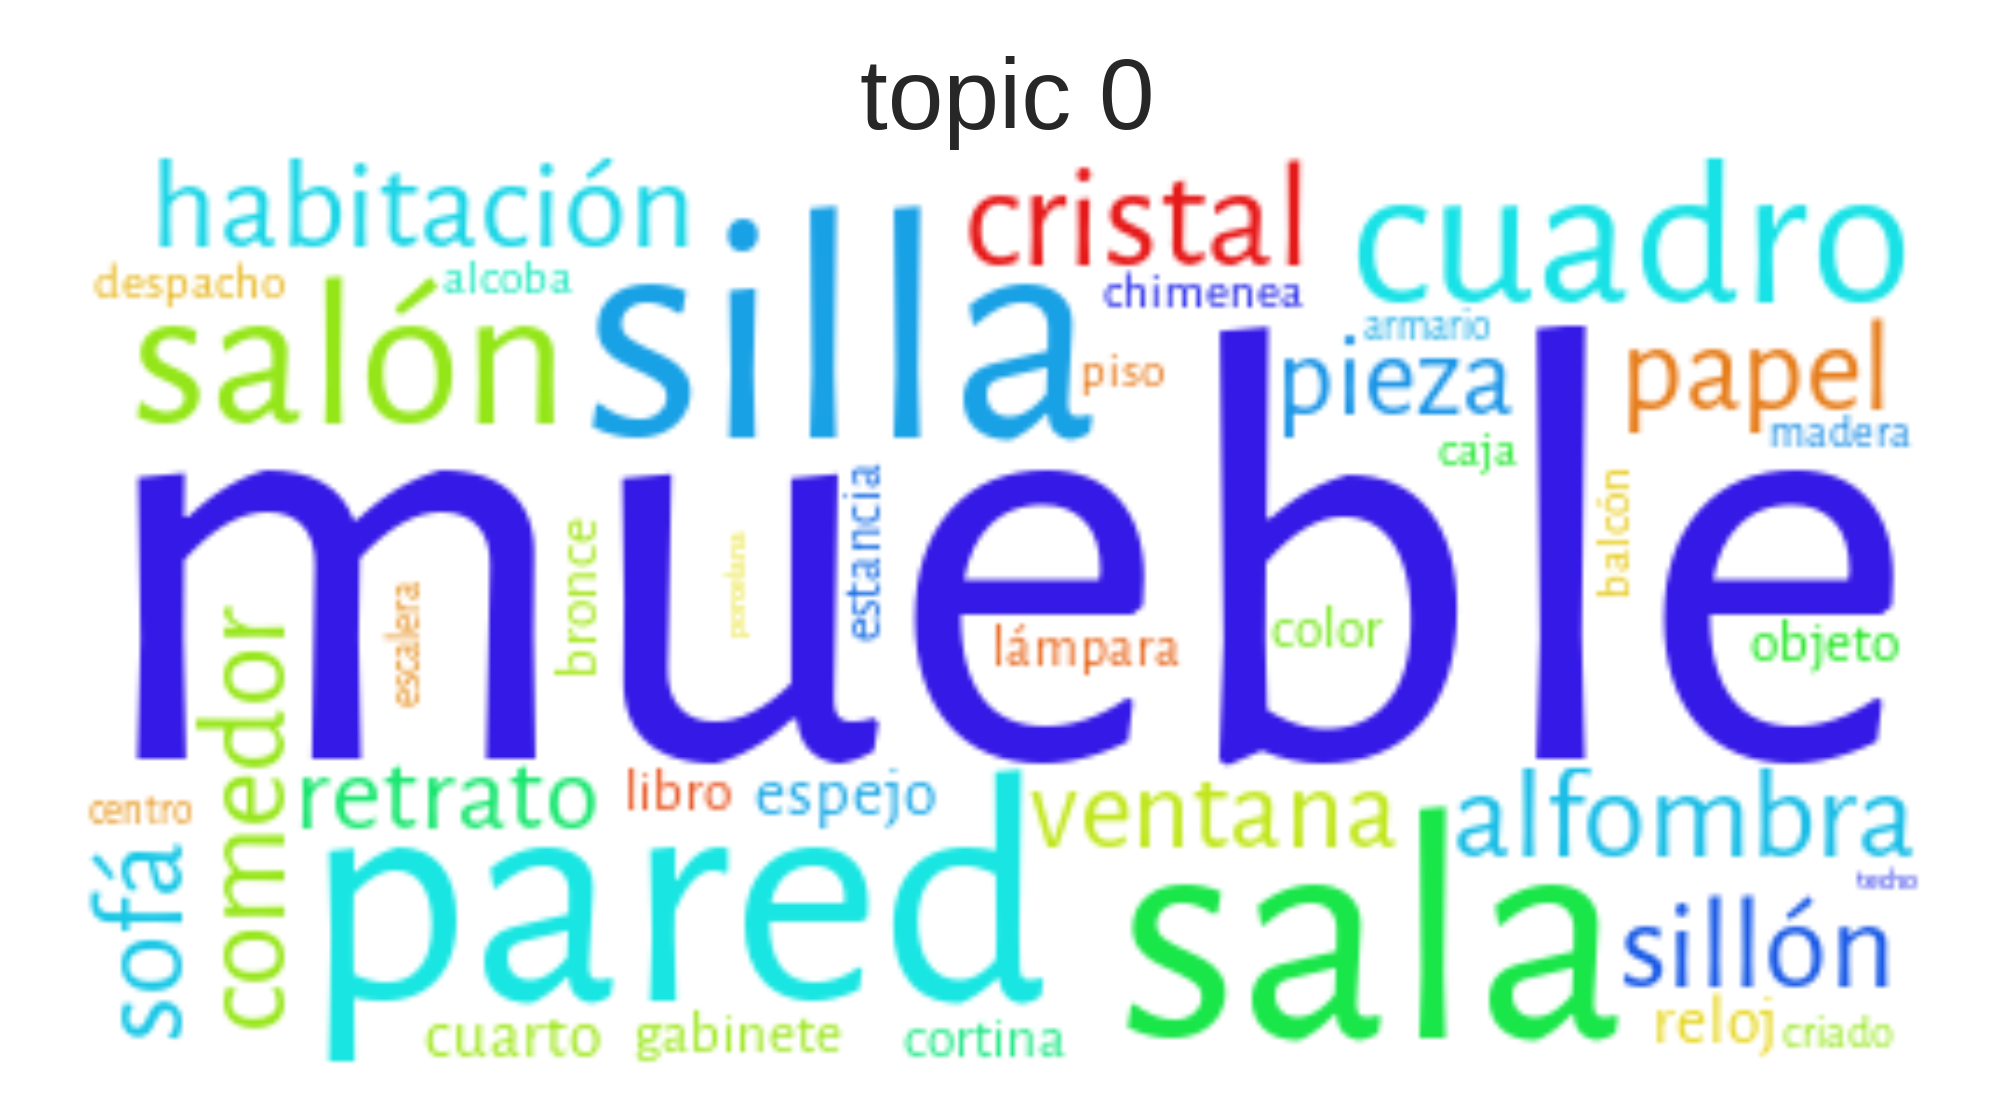 topic 0
habitación
cristal
cuadro
despacho
alcoba
silla
chimenea
salón
armario
piso
pieza
papel
madera
caja
mueble
estancia
balcón
bronce
porcelana
escalera
lámpara
color
objeto
comedor
retrato
libro
espejo
ventana
alfombra
centro
sofá
pared
sala
techo
sillón
cuarto
gabinete
cortina
reloj
criado